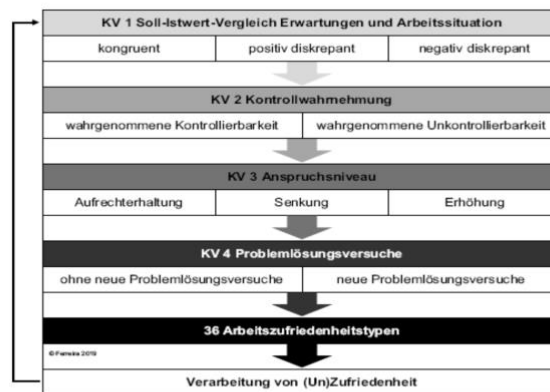 KV 1 Soll-Istwert-Vergleich Erwartungen und Arbeitssituation
kongruent positiv diskrepant negativ diskrepant
KV 2 Kontrollwahrnehmung
wahrgenommene Kontrollierbarkeit wahrgenommene Unkontrollierbarkeit
KV 3 Anspruchsniveau
Aufrechterhaltung Senkung Erhöhung
KV 4 Problemlösungsversuche
ohne neue Problemlösungsversuche neue Problemlösungsversuche
36 Arbeitszufriedenheitstypen
© Ferreira 2019
Verarbeitung von (Un)Zufriedenheit